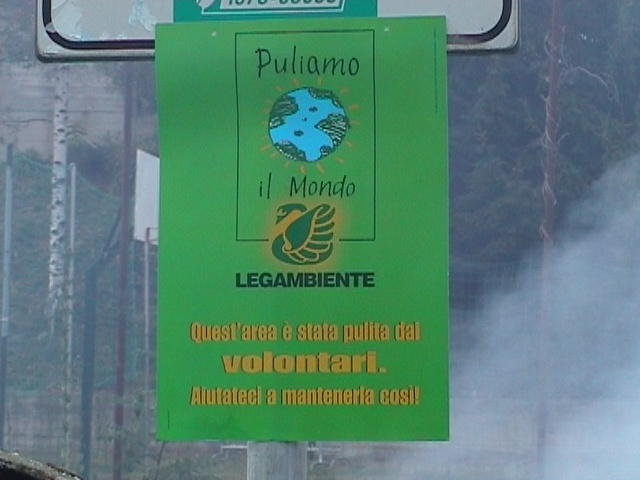 Puliamo
il Mondo
LEGAMBIENTE
Quest'area è stata pulita dai
volontari.
Aiutateci a mantenerla così!